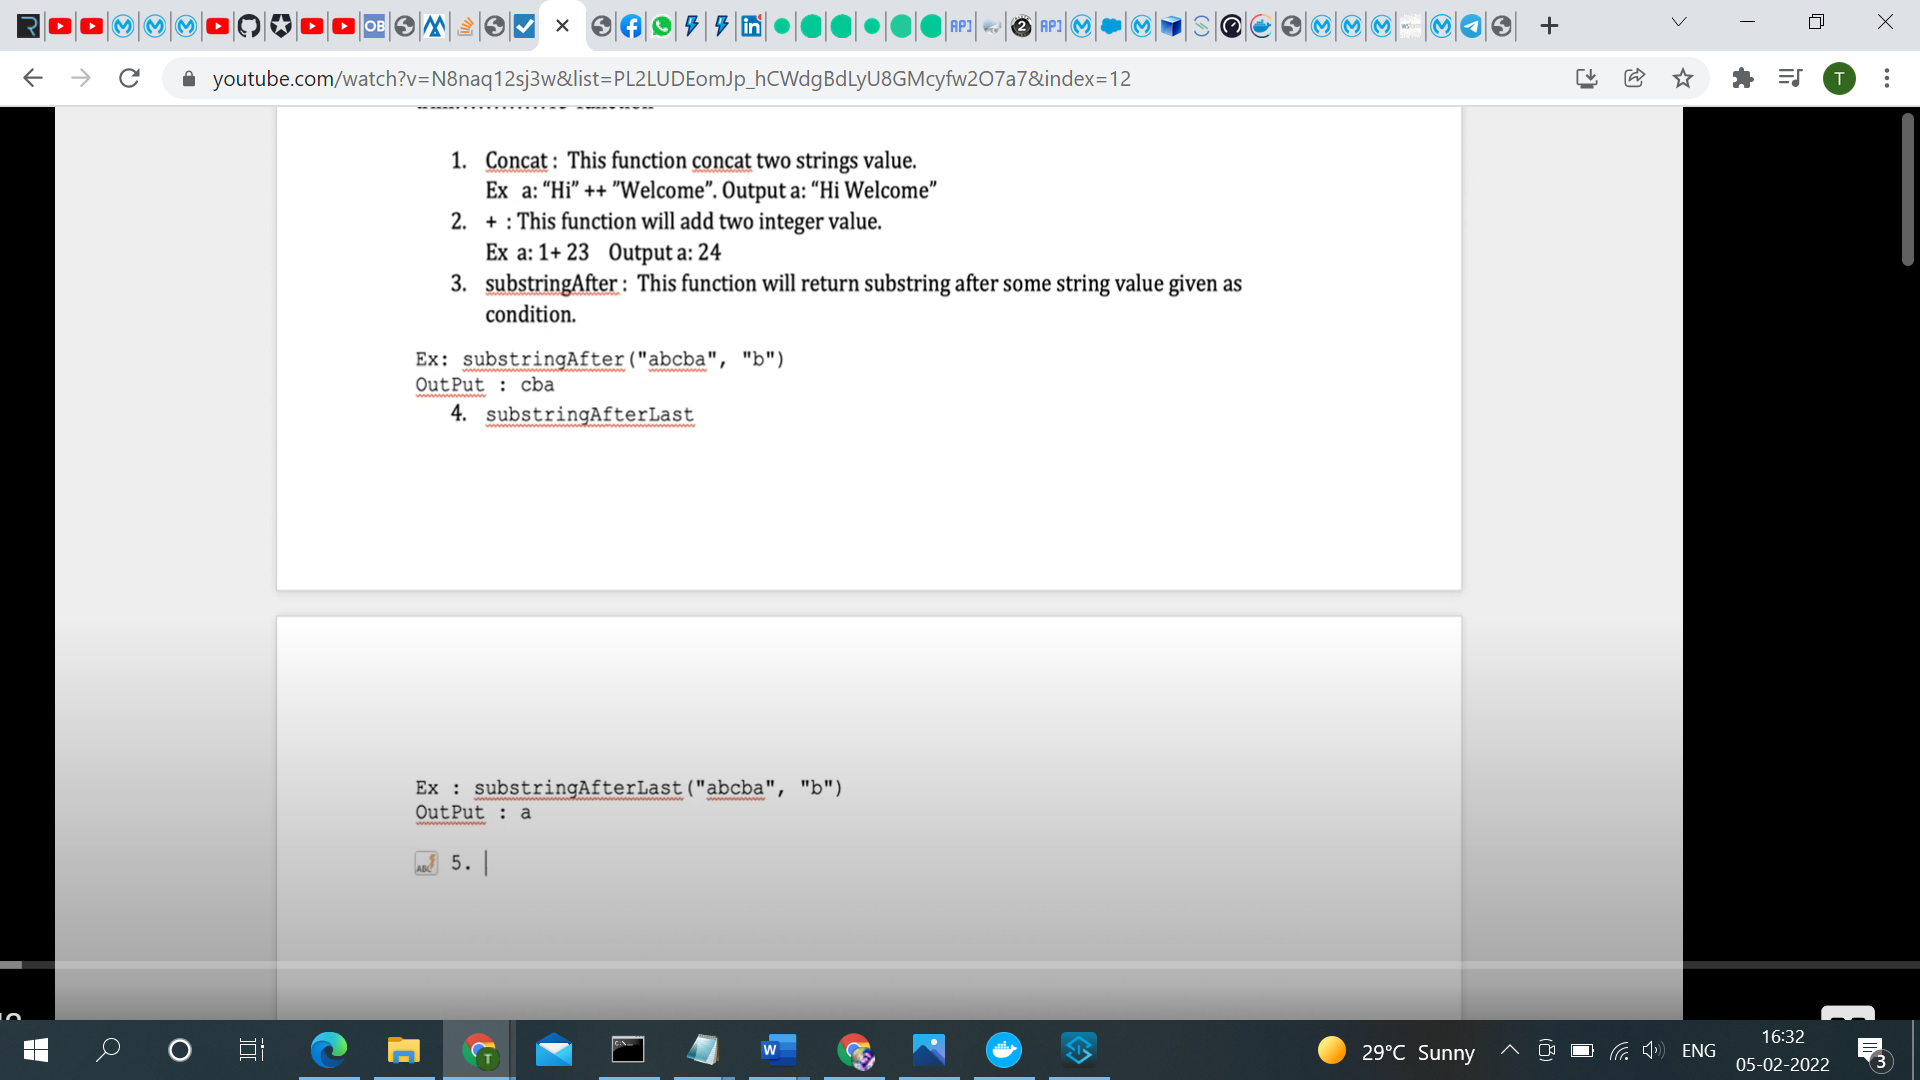 youtube.com/watch?v=N8naq12sj3w&list=PL2LUDEomJp_hCWdgBdLyU8GMcyfw2O7a7&index=12
T
1. Concat : This function concat two strings value.
Ex a: “Hi” ++ ”Welcome”. Output a: “Hi Welcome”
2. + : This function will add two integer value.
Ex a: 1+ 23 Output a: 24
3. substringAfter : This function will return substring after some string value given as
condition.
Ex: substringAfter("abcba", "b")
OutPut : cba
4. substringAfterLast
Ex : substringAfterLast("abcba", "b")
OutPut : a
5.
29°C Sunny
ENG
16:32
05-02-2022
3